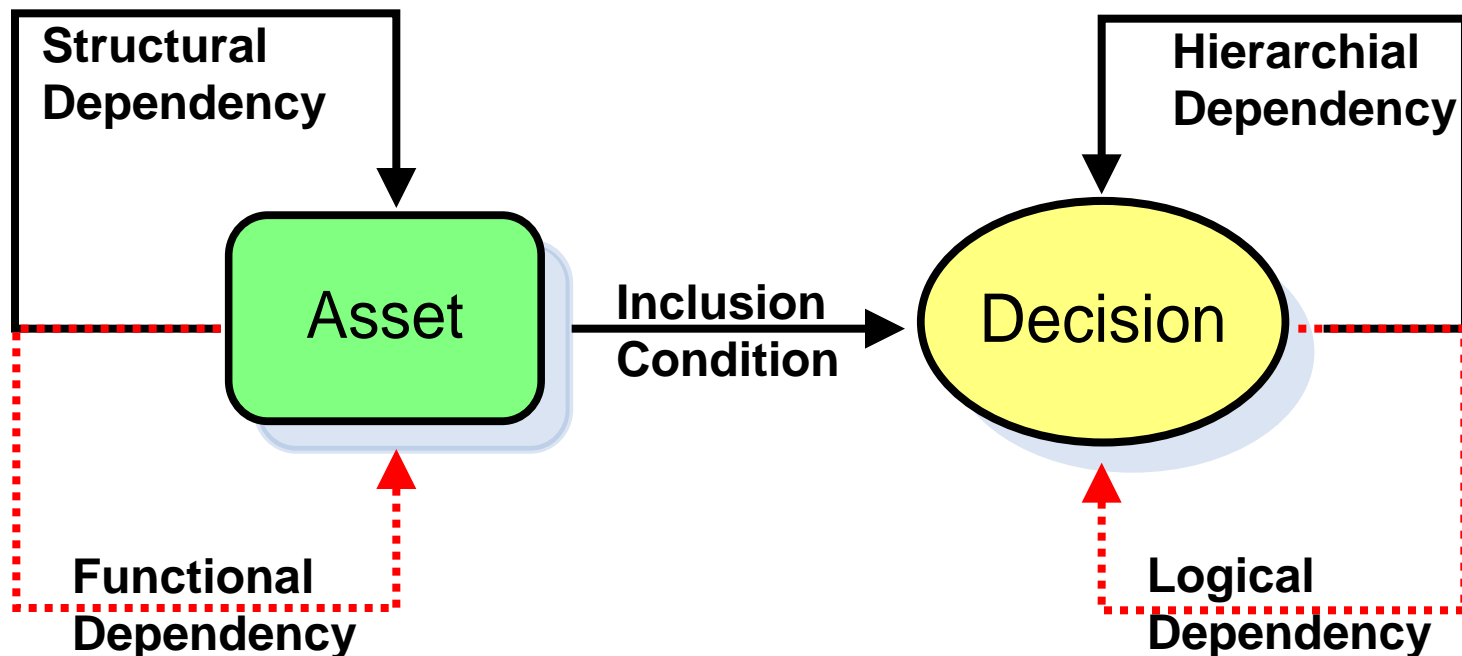 Structural
Dependency
Hierarchial
Dependency
Asset
Inclusion
Condition
Decision
Functional
Dependency
Logical
Dependency